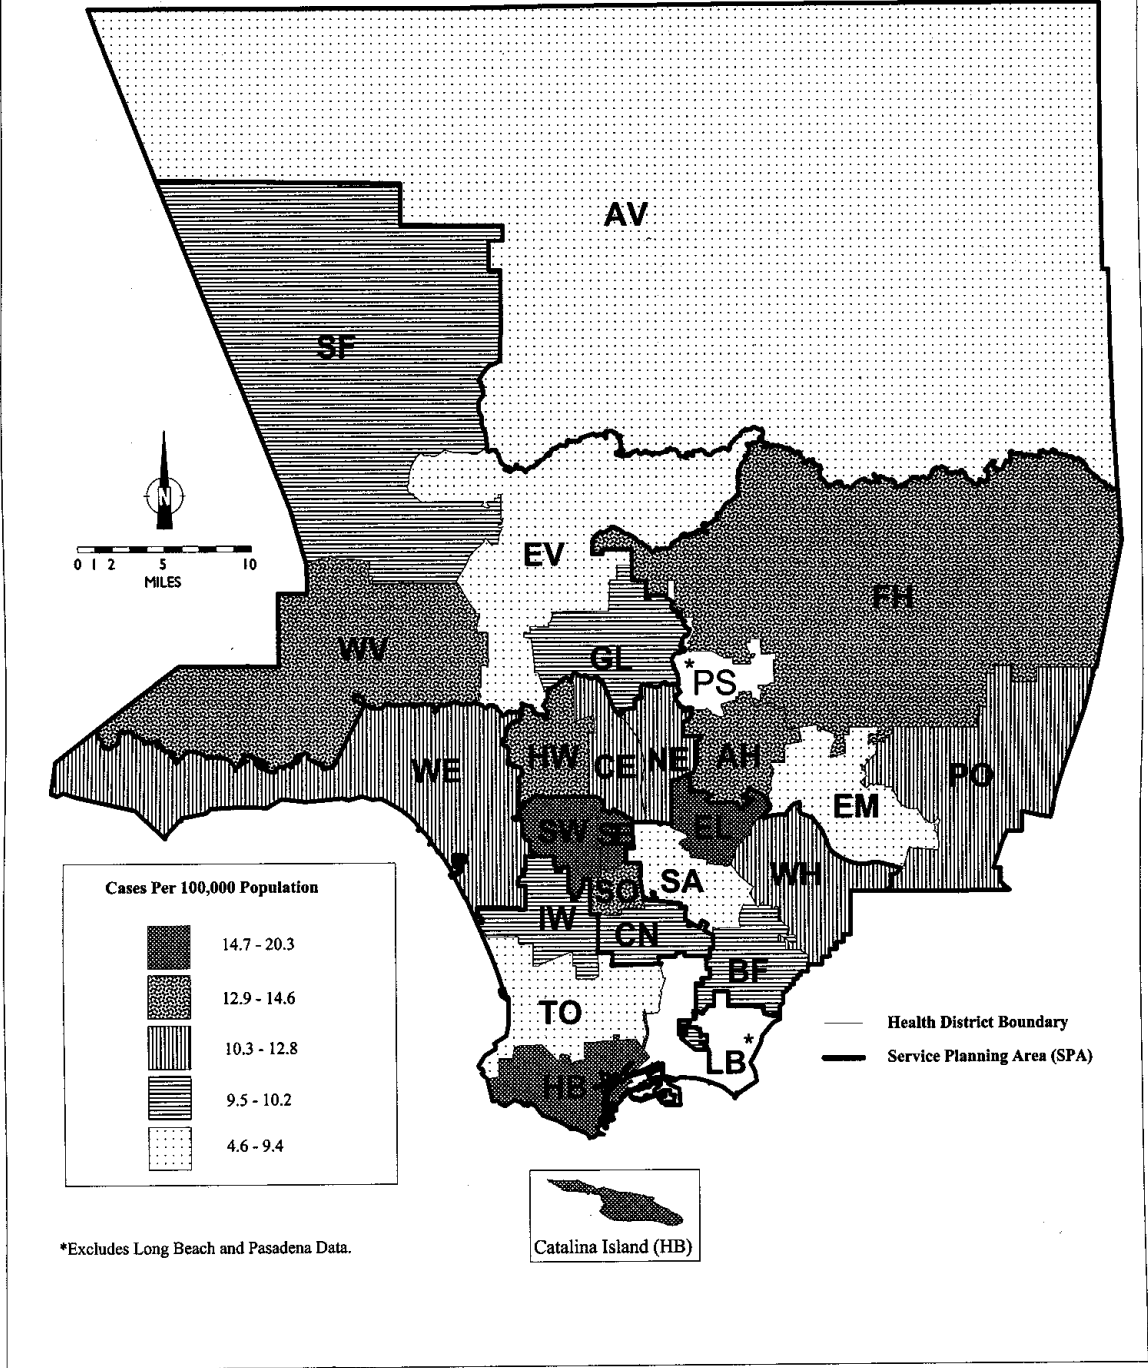 AV
SF
N
0 1 2 5 10
MILES
EV
FH
WV
GL
*PS
HW CE NE AH
WE PO
EM
SW SE EL
WH
SA
SO
IW
CN
BF
TO
*
LB
HB
Cases Per 100,000 Population
14.7 - 20.3
12.9 - 14.6
10.3 - 12.8
9.5 - 10.2
4.6 - 9.4
Health District Boundary
Service Planning Area (SPA)
*Excludes Long Beach and Pasadena Data.
Catalina Island (HB)